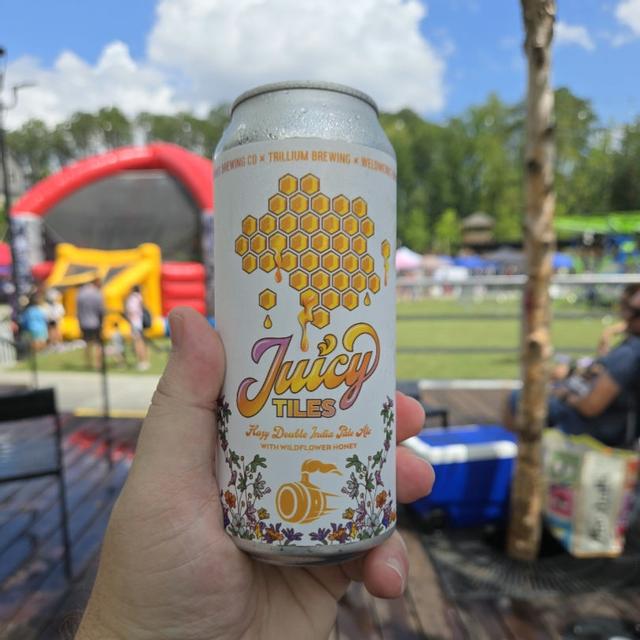 BREWING CO × TRILLIUM BREWING × WELDWERKS
Juicy
TILES
Hazy Double India Pale Ale
WITH WILDFLOWER HONEY